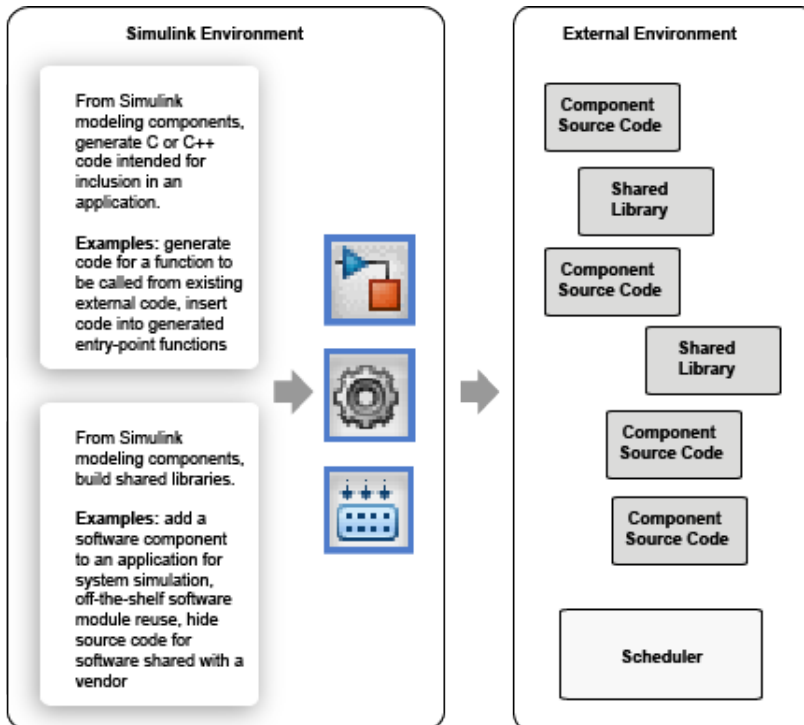 Simulink Environment
From Simulink
modeling components,
generate C or C++
code intended for
inclusion in an
application.
Examples: generate
code for a function to
be called from existing
external code, insert
code into generated
entry-point functions
From Simulink
modeling components,
build shared libraries.
Examples: add a
software component
to an application for
system simulation,
off-the-shelf software
module reuse, hide
source code for
software shared with a
vendor
External Environment
Component
Source Code
Shared
Library
Component
Source Code
Shared
Library
Component
Source Code
Component
Source Code
Scheduler